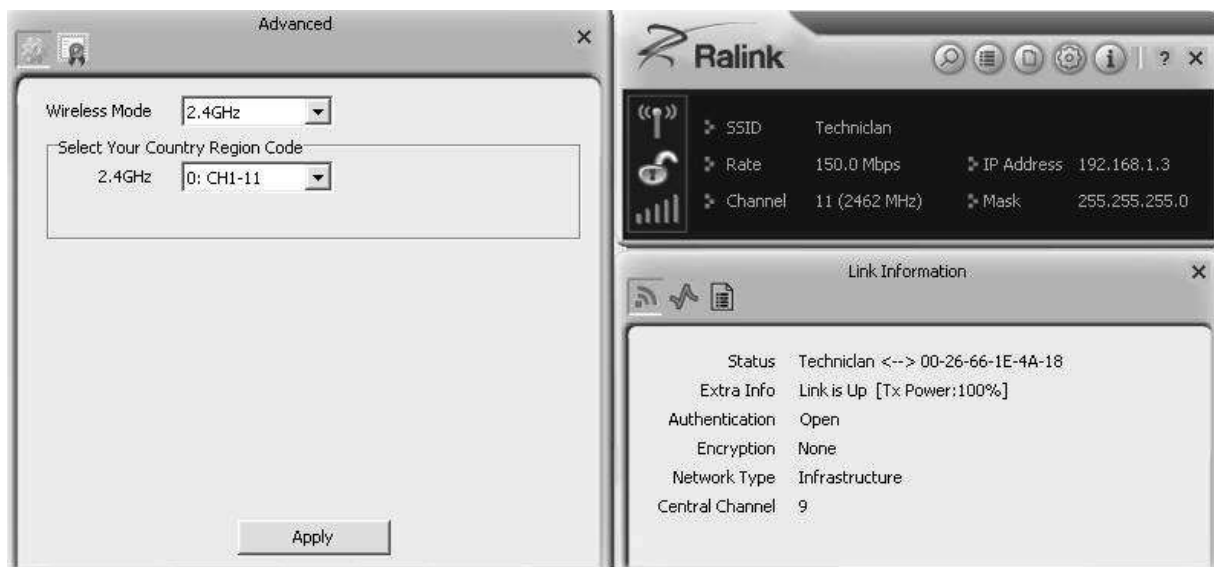 Advanced
Wireless Mode 2.4GHz
Select Your Country Region Code
2.4GHz 0: CH1-11
Apply
Ralink
? ×
SSID Techniclan
Rate 150.0 Mbps IP Address 192.168.1.3
Channel 11 (2462 MHz) Mask 255.255.255.0
Link Information
Status Techniclan <--> 00-26-66-1E-4A-18
Extra Info Link is Up [Tx Power:100%]
Authentication Open
Encryption None
Network Type Infrastructure
Central Channel 9